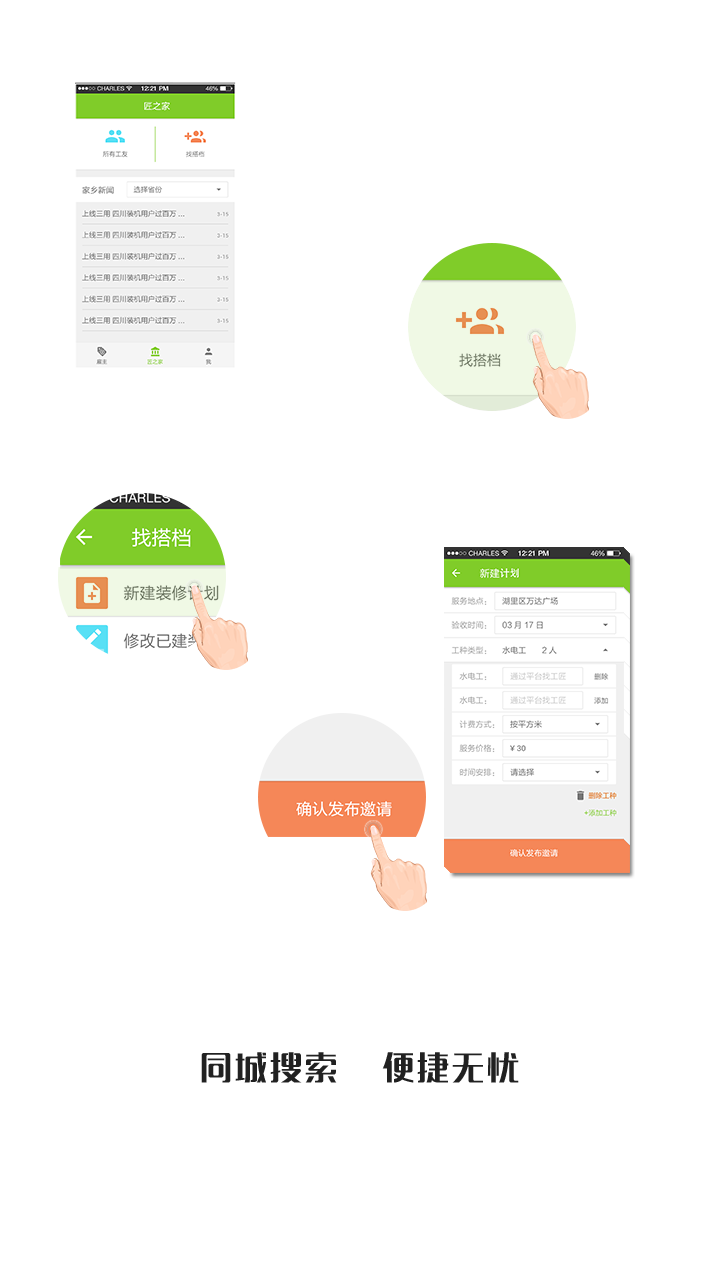 ●●●○○ CHARLES 12:21 PM 46%
匠之家
所有工友 找搭档
家乡新闻 选择省份
上线三用 四川装机用户过百万 ... 3-15
上线三用 四川装机用户过百万 ... 3-15
上线三用 四川装机用户过百万 ... 3-15
上线三用 四川装机用户过百万 ... 3-15
上线三用 四川装机用户过百万 ... 3-15
上线三用 四川装机用户过百万 ... 3-15
雇主 匠之家 我
找搭档
CHARLES
找搭档
新建装修计划
修改已建
●●●○○ CHARLES 12:21 PM 46%
新建计划
服务地点： 湖里区万达广场
验收时间： 03 月 17 日
工种类型： 水电工 2 人
水电工： 通过平台找工匠 删除
水电工： 通过平台找工匠 添加
计费方式： 按平方米
服务价格： ¥ 30
时间安排： 请选择
删除工种
+添加工种
确认发布邀请
确认发布邀请
同城搜索 便捷无忧